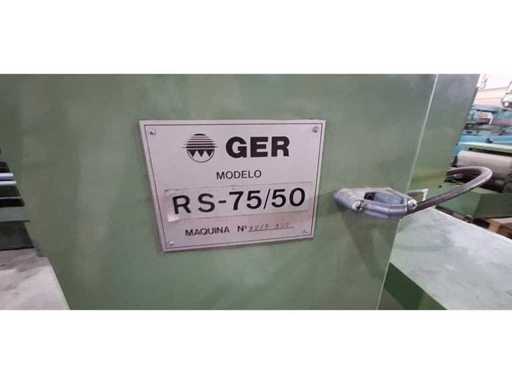 GER
MODELO
RS-75/50
MAQUINA Nº